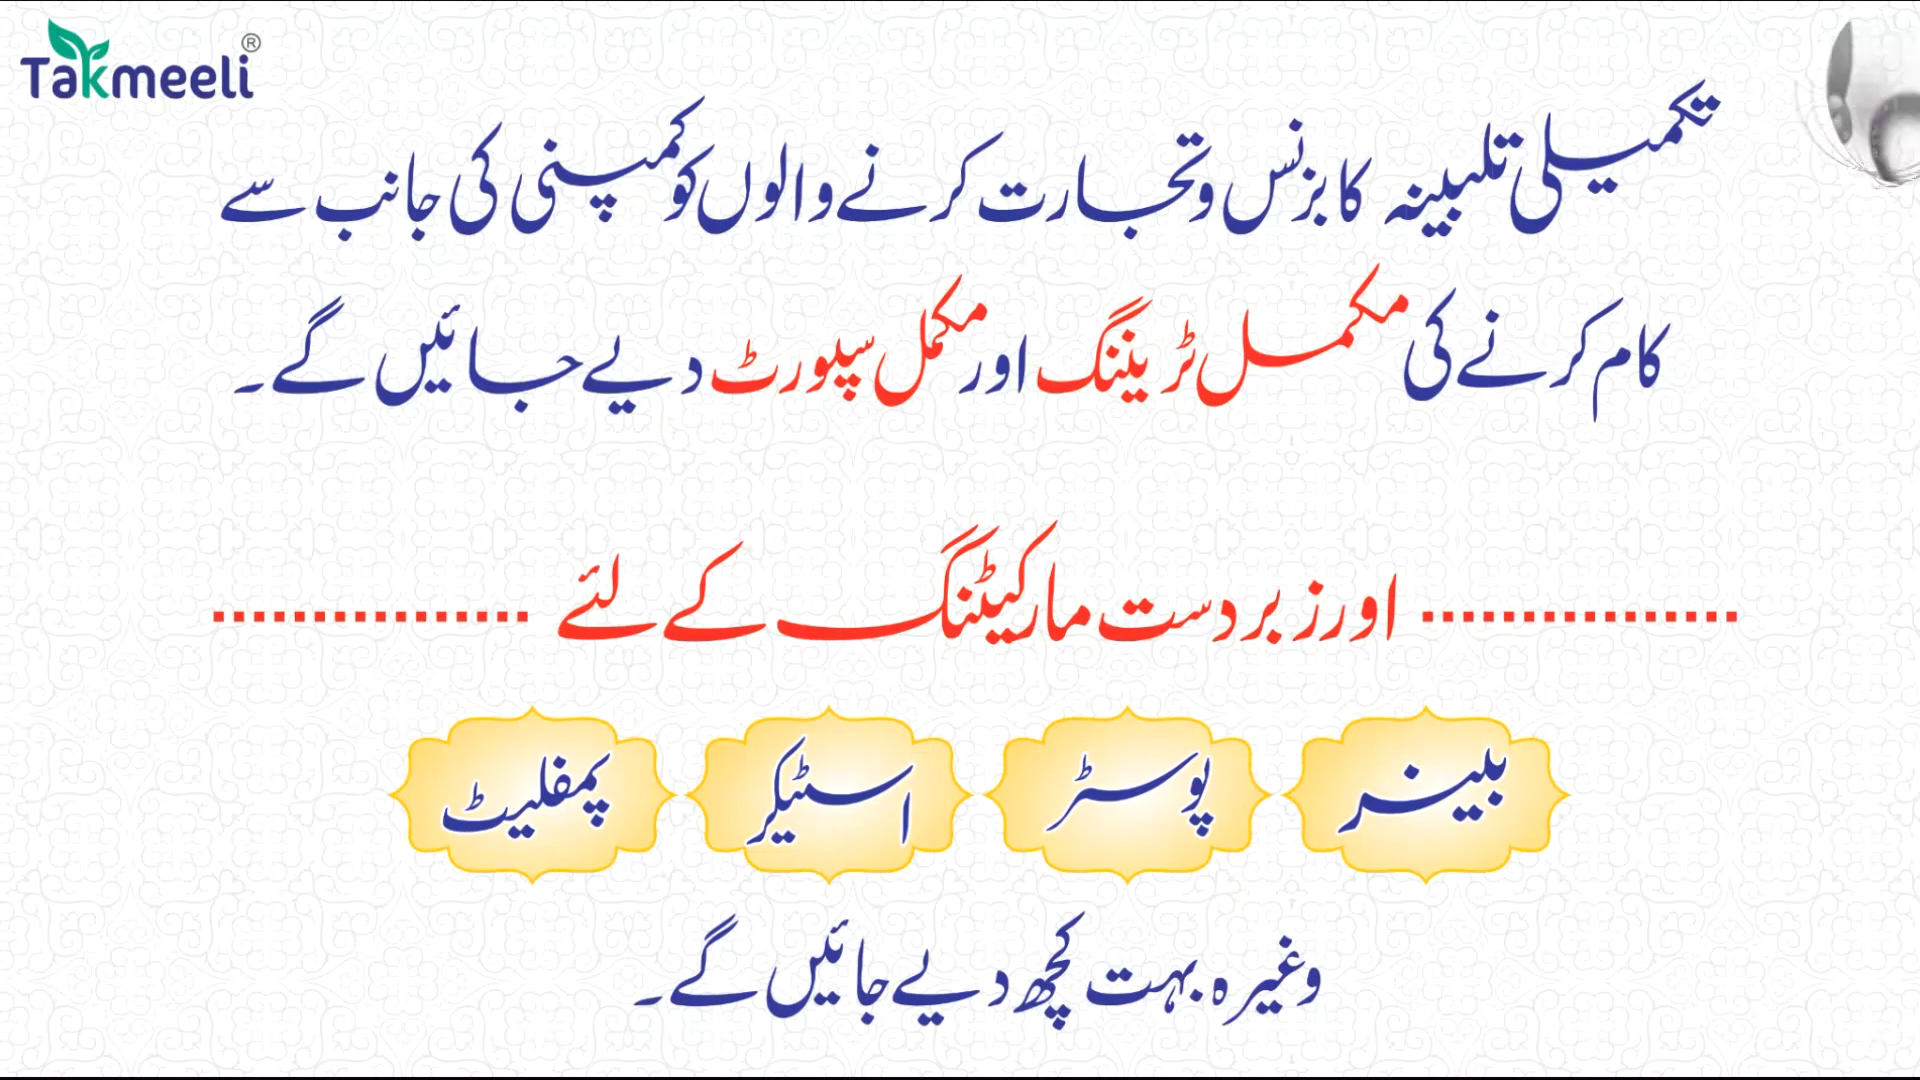 Takmeeli®
تکمیلی تلبینہ کا بزنس و تجارت کرنے والوں کو کمپنی کی جانب سے
کام کرنے کی مکمل ٹریننگ اور مکمل سپورٹ دیے جائیں گے۔
............... اور زبردست مارکیٹنگ کے لئے ...............
بینر پوسٹر اسٹیکر پمفلیٹ
وغیرہ بہت کچھ دیے جائیں گے۔